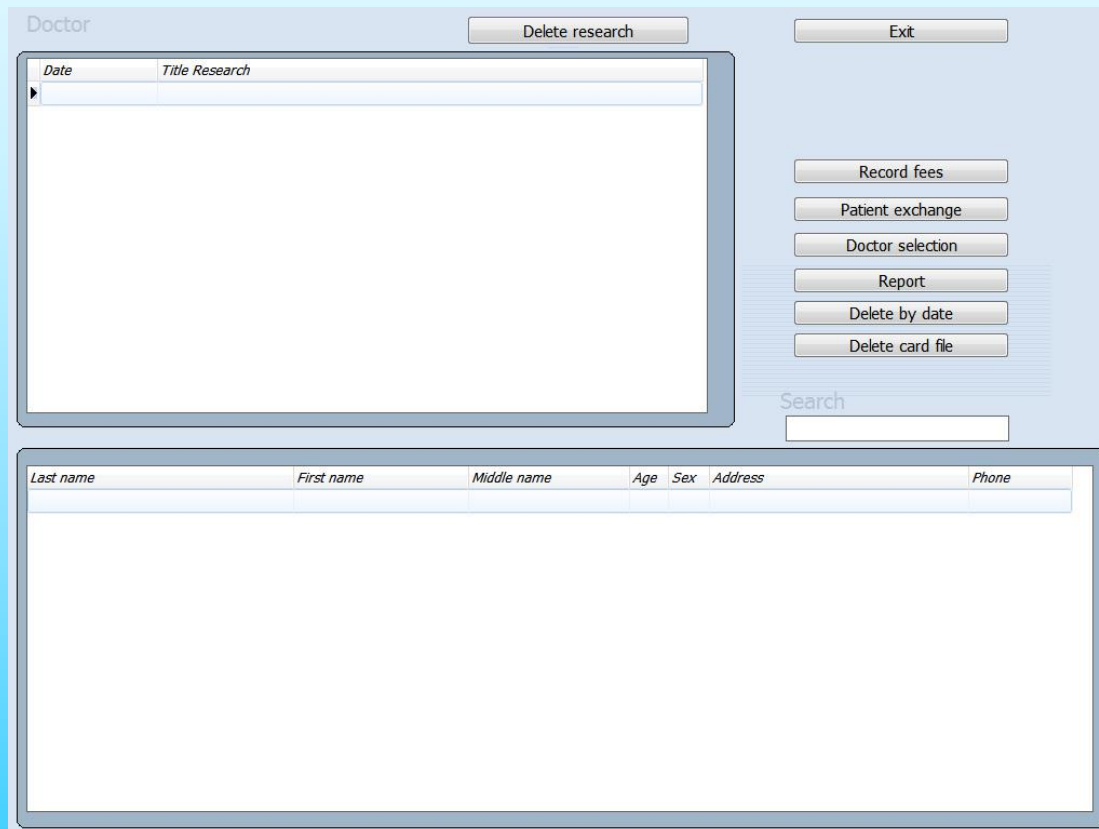 Doctor
Delete research
Exit
Date Title Research
Record fees
Patient exchange
Doctor selection
Report
Delete by date
Delete card file
Search
Last name First name Middle name Age Sex Address Phone